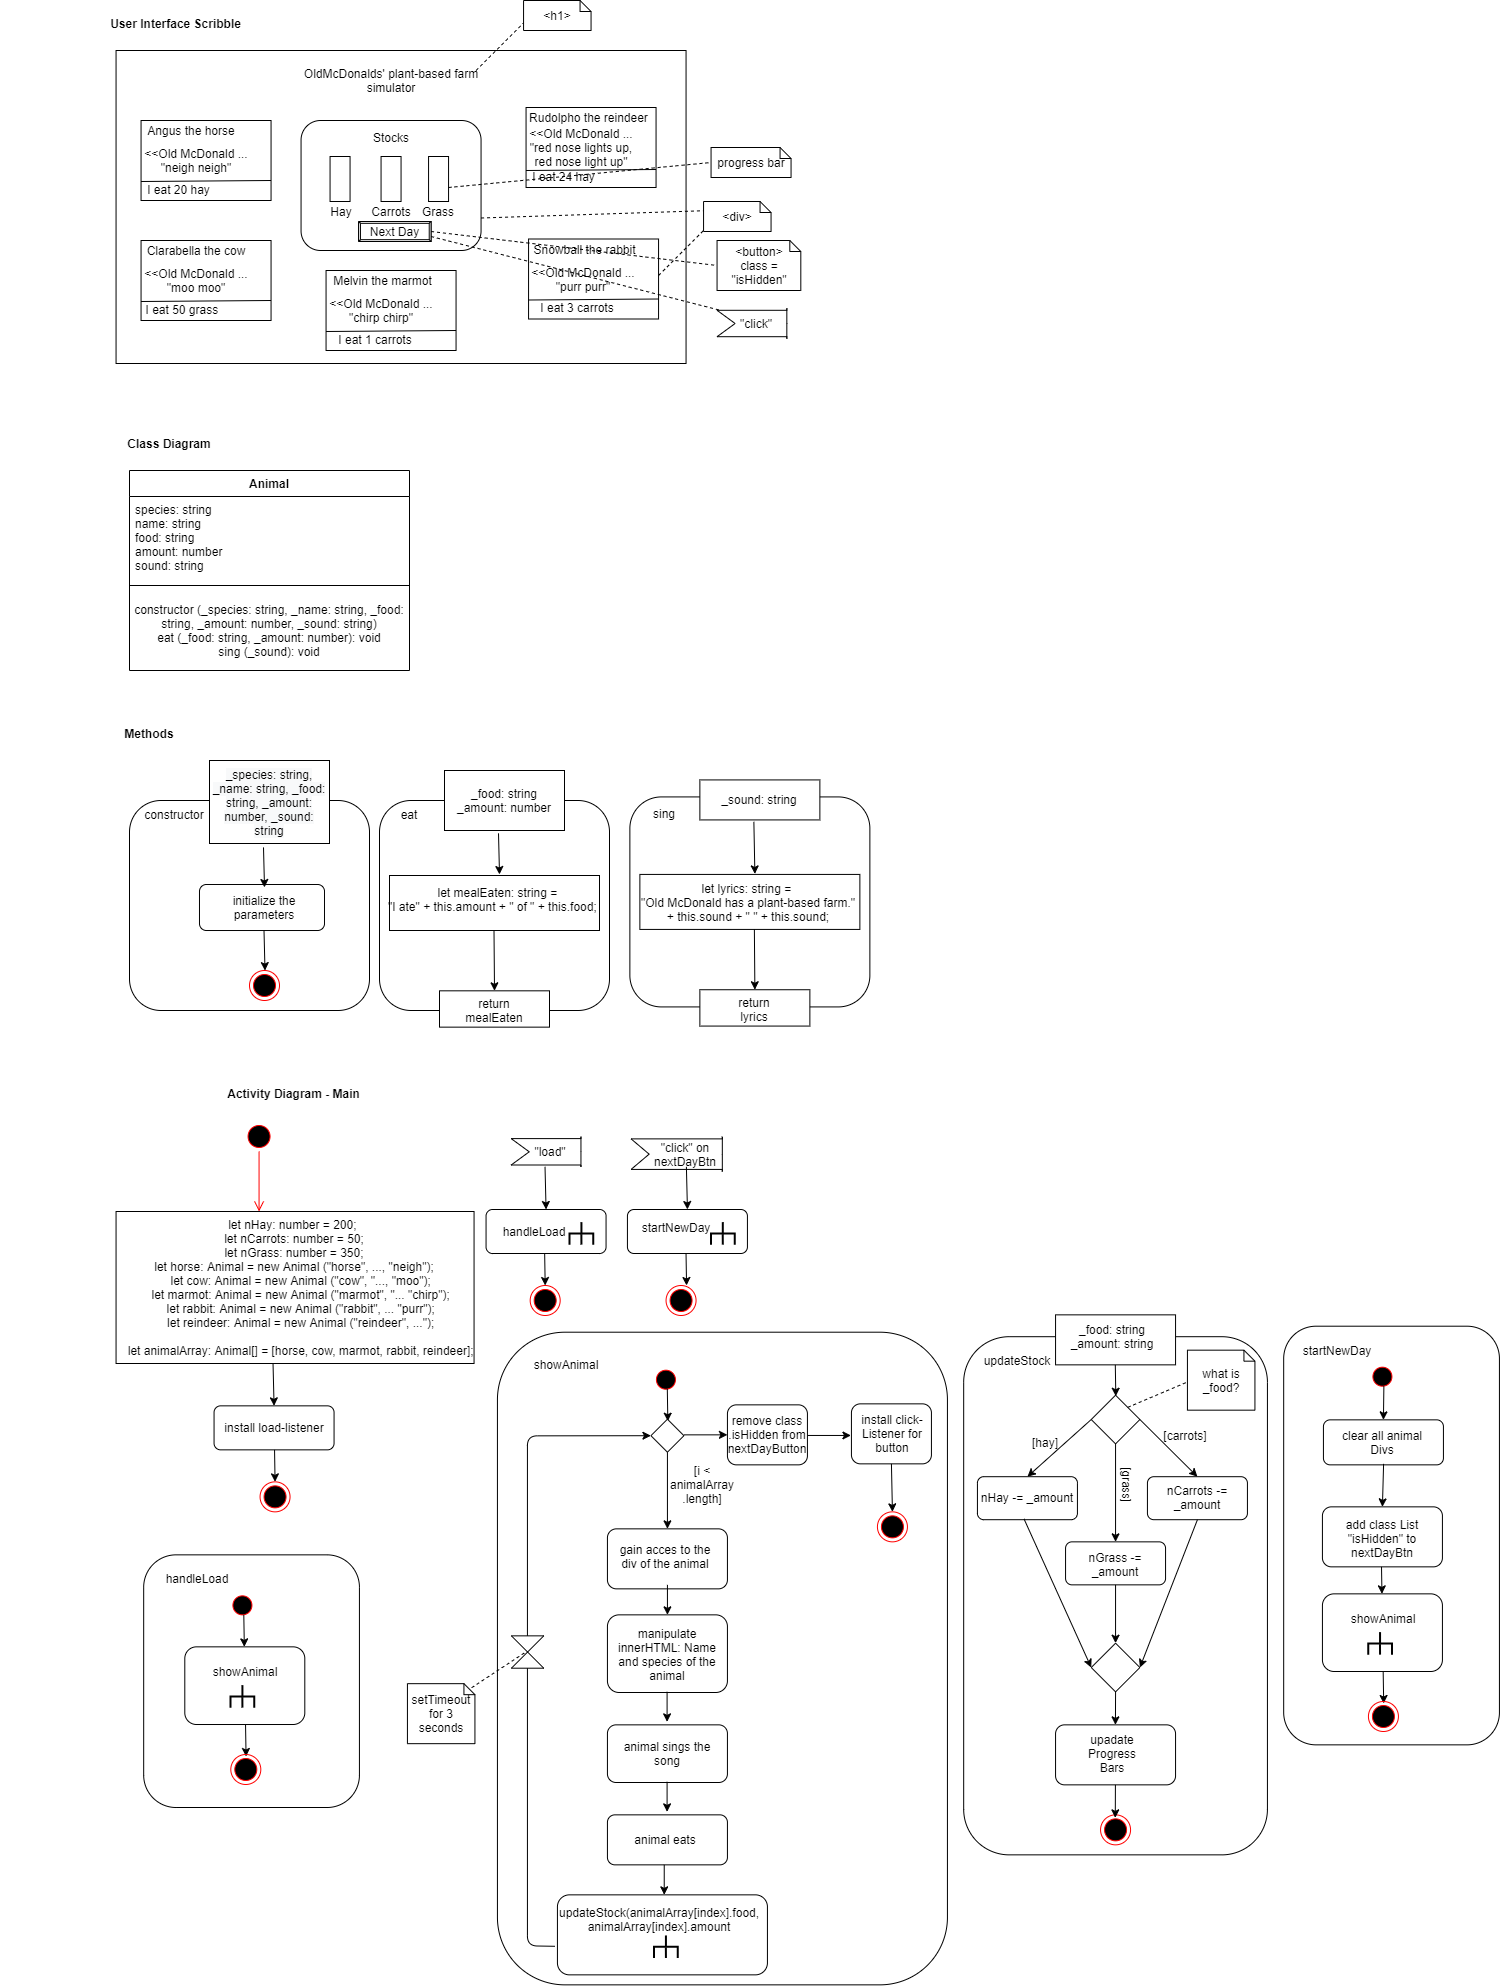 User Interface Scribble
<h1>
OldMcDonalds' plant-based farm
simulator
Angus the horse
<<Old McDonald ...
"neigh neigh"
I eat 20 hay
Stocks
Hay
Carrots
Grass
Next Day
Rudolpho the reindeer
<<Old McDonald ...
"red nose lights up,
red nose light up"
I eat 24 hay
progress bar
<div>
Clarabella the cow
<<Old McDonald ...
"moo moo"
I eat 50 grass
Melvin the marmot
<<Old McDonald ...
"chirp chirp"
I eat 1 carrots
Snowball the rabbit
<<Old McDonald ...
"purr purr"
I eat 3 carrots
<button>
class =
"isHidden"
"click"
Class Diagram
Animal
species: string
name: string
food: string
amount: number
sound: string
constructor (_species: string, _name: string, _food:
string, _amount: number, _sound: string)
eat (_food: string, _amount: number): void
sing (_sound): void
Methods
constructor
_species: string,
_name: string, _food:
string, _amount:
number, _sound:
string
initialize the
parameters
eat
_food: string
_amount: number
let mealEaten: string =
"I ate" + this.amount + " of " + this.food;
return
mealEaten
sing
_sound: string
let lyrics: string =
"Old McDonald has a plant-based farm."
+ this.sound + " " + this.sound;
return
lyrics
Activity Diagram - Main
let nHay: number = 200;
let nCarrots: number = 50;
let nGrass: number = 350;
let horse: Animal = new Animal ("horse", ..., "neigh");
let cow: Animal = new Animal ("cow", "..., "moo");
let marmot: Animal = new Animal ("marmot", "... "chirp");
let rabbit: Animal = new Animal ("rabbit", ... "purr");
let reindeer: Animal = new Animal ("reindeer", ...");
let animalArray: Animal[] = [horse, cow, marmot, rabbit, reindeer];
install load-listener
"load"
handleLoad
"click" on
nextDayBtn
startNewDay
handleLoad
showAnimal
showAnimal
remove class
.isHidden from
nextDayButton
install click-
Listener for
button
[i <
animalArray
.length]
gain acces to the
div of the animal
manipulate
innerHTML: Name
and species of the
animal
setTimeout
for 3
seconds
animal sings the
song
animal eats
updateStock(animalArray[index].food,
animalArray[index].amount
updateStock
_food: string
_amount: string
what is
_food?
[hay]
[grass]
[carrots]
nHay -= _amount
nCarrots -=
_amount
nGrass -=
_amount
upadate
Progress
Bars
startNewDay
clear all animal
Divs
add class List
"isHidden" to
nextDayBtn
showAnimal